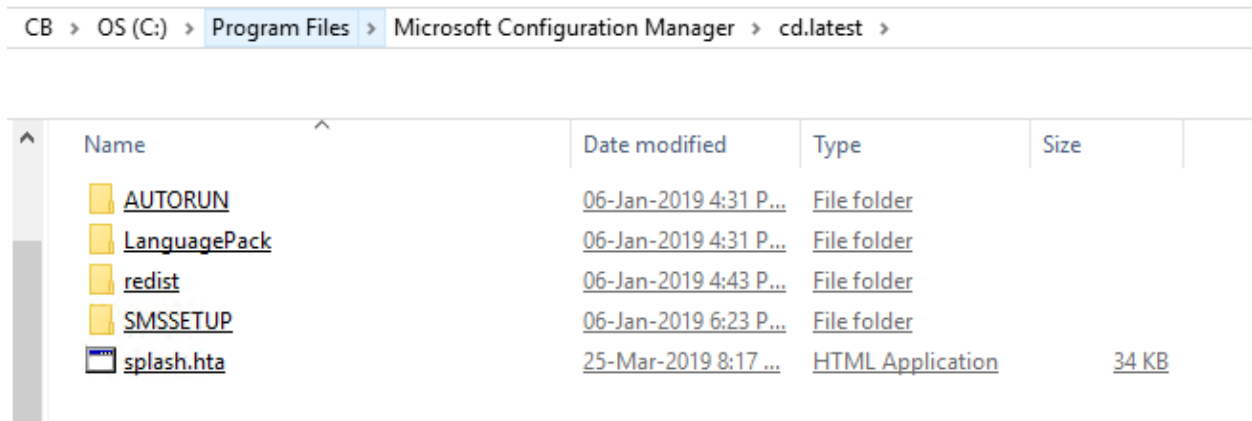 CB > OS (C:) > Program Files > Microsoft Configuration Manager > cd.latest >
Name Date modified Type Size
AUTORUN 06-Jan-2019 4:31 P... File folder
LanguagePack 06-Jan-2019 4:31 P... File folder
redist 06-Jan-2019 4:43 P... File folder
SMSSETUP 06-Jan-2019 6:23 P... File folder
splash.hta 25-Mar-2019 8:17 ... HTML Application 34 KB